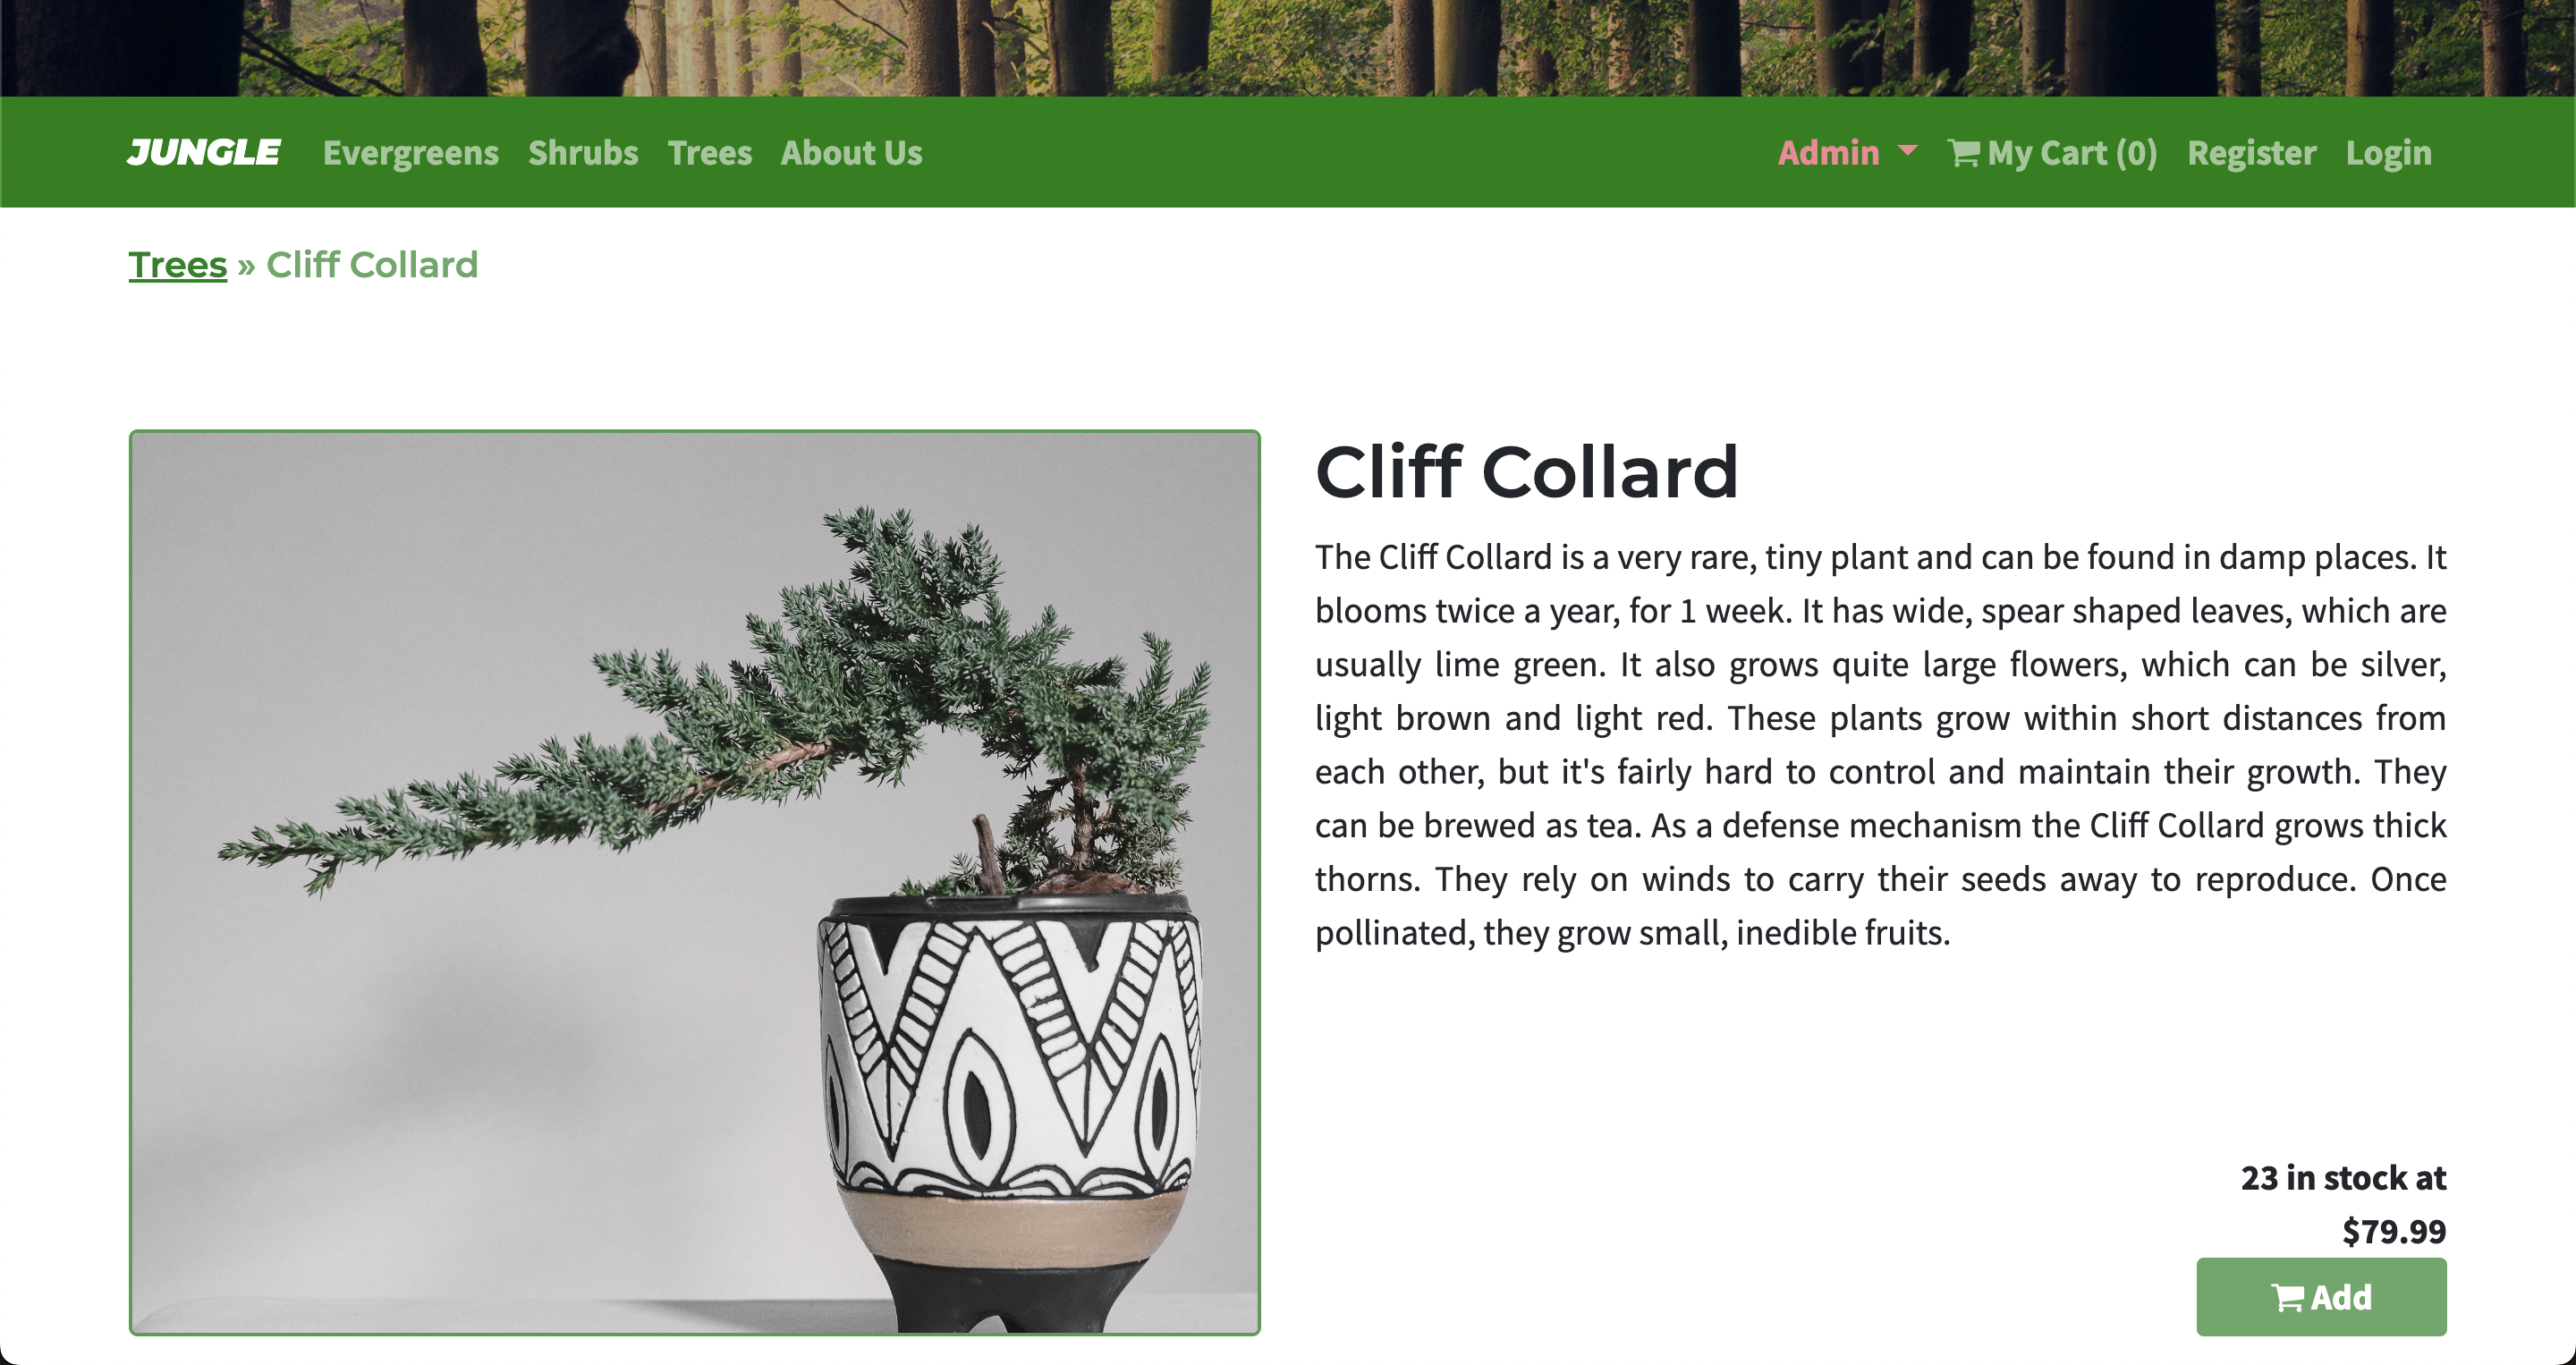 JUNGLE Evergreens Shrubs Trees About Us Admin My Cart (0) Register Login
Trees » Cliff Collard
Cliff Collard
The Cliff Collard is a very rare, tiny plant and can be found in damp places. It
blooms twice a year, for 1 week. It has wide, spear shaped leaves, which are
usually lime green. It also grows quite large flowers, which can be silver,
light brown and light red. These plants grow within short distances from
each other, but it's fairly hard to control and maintain their growth. They
can be brewed as tea. As a defense mechanism the Cliff Collard grows thick
thorns. They rely on winds to carry their seeds away to reproduce. Once
pollinated, they grow small, inedible fruits.
23 in stock at
$79.99
Add